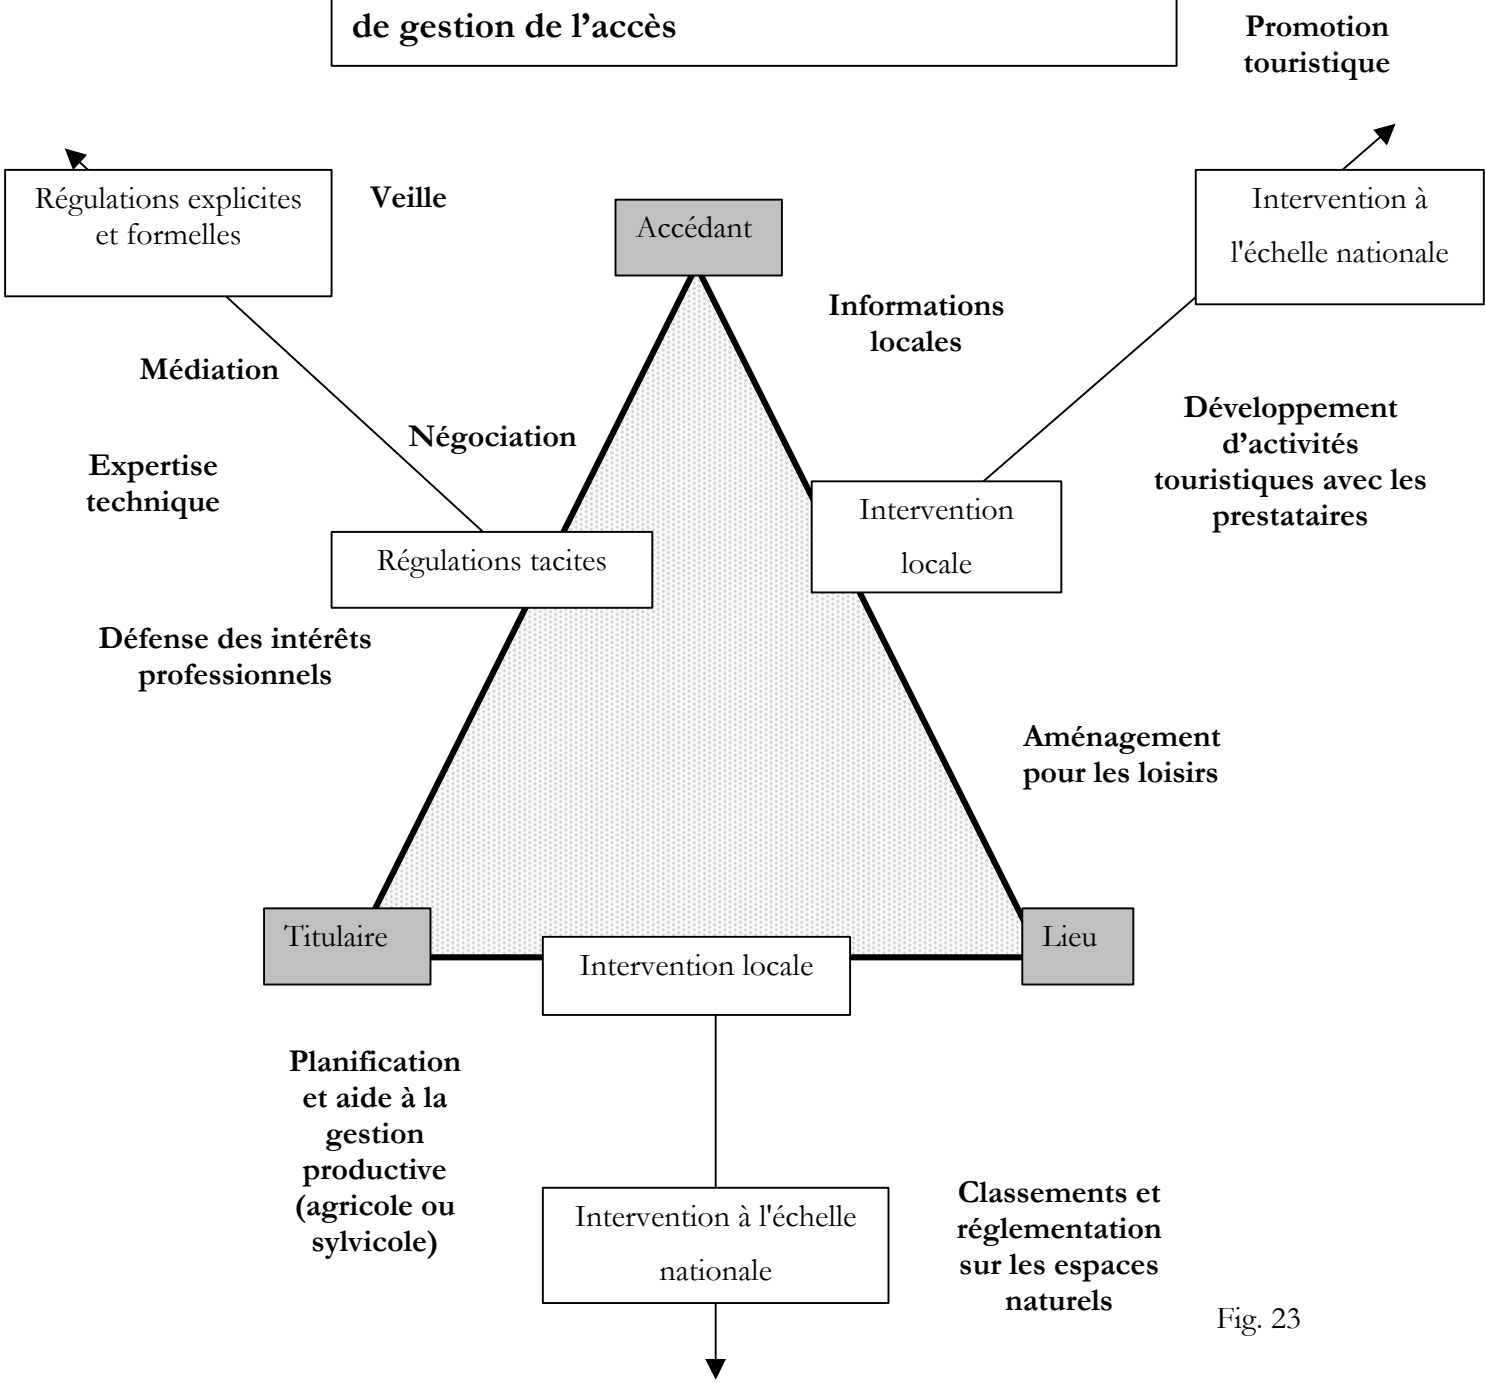 de gestion de l’accès
Promotion
touristique
Régulations explicites
et formelles
Veille
Accédant
Intervention à
l'échelle nationale
Informations
locales
Médiation
Négociation
Développement
d’activités
touristiques avec les
prestataires
Expertise
technique
Régulations tacites
Intervention
locale
Défense des intérêts
professionnels
Aménagement
pour les loisirs
Titulaire
Intervention locale
Lieu
Planification
et aide à la
gestion
productive
(agricole ou
sylvicole)
Intervention à l'échelle
nationale
Classements et
réglementation
sur les espaces
naturels
Fig. 23